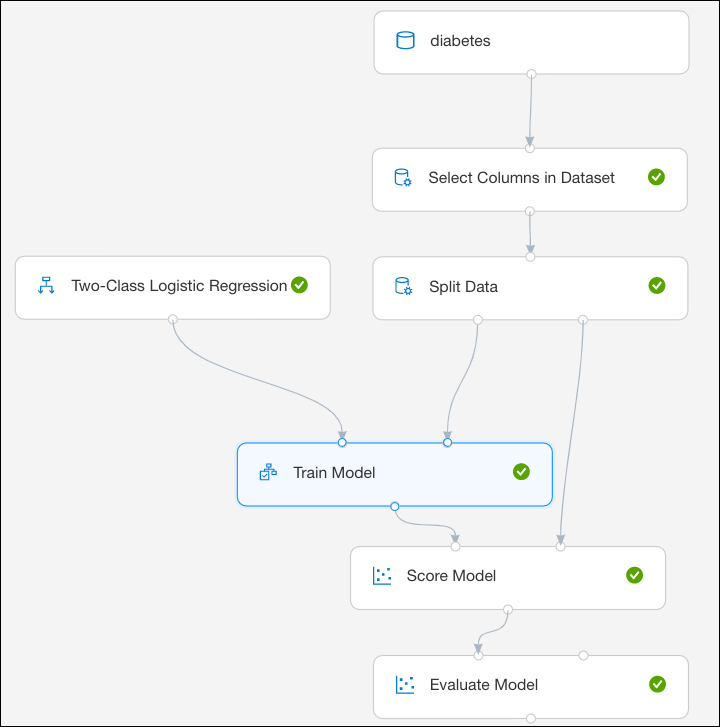 diabetes
Select Columns in Dataset
Two-Class Logistic Regression
Split Data
Train Model
Score Model
Evaluate Model